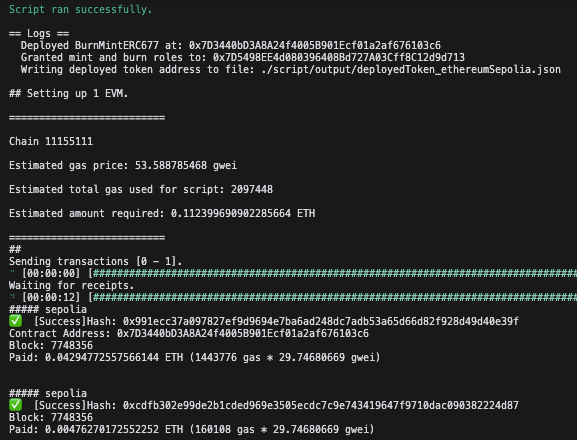 Script ran successfully.
== Logs ==
Deployed BurnMintERC677 at: 0x7D3440bD3A8A24f4005B901Ecf01a2af676103c6
Granted mint and burn roles to: 0x7D5498EE4d080396408Bd727A03Cff8C12d9d713
Writing deployed token address to file: ./script/output/deployedToken_ethereumSepolia.json
## Setting up 1 EVM.
==========================
Chain 11155111
Estimated gas price: 53.588785468 gwei
Estimated total gas used for script: 2097448
Estimated amount required: 0.112399690902285664 ETH
==========================
##
Sending transactions [0 - 1].
[00:00:00] [###############################################################################
Waiting for receipts.
[00:00:12] [###############################################################################
##### sepolia
✅ [Success]Hash: 0x991ecc37a097827ef9d9694e7ba6ad248dc7adb53a65d66d82f928d49d40e39f
Contract Address: 0x7D3440bD3A8A24f4005B901Ecf01a2af676103c6
Block: 7748356
Paid: 0.04294772557566144 ETH (1443776 gas * 29.74680669 gwei)
##### sepolia
✅ [Success]Hash: 0xcdfb302e99de2b1cded969e3505ecdc7c9e743419647f9710dac090382224d87
Block: 7748356
Paid: 0.00476270172552252 ETH (160108 gas * 29.74680669 gwei)